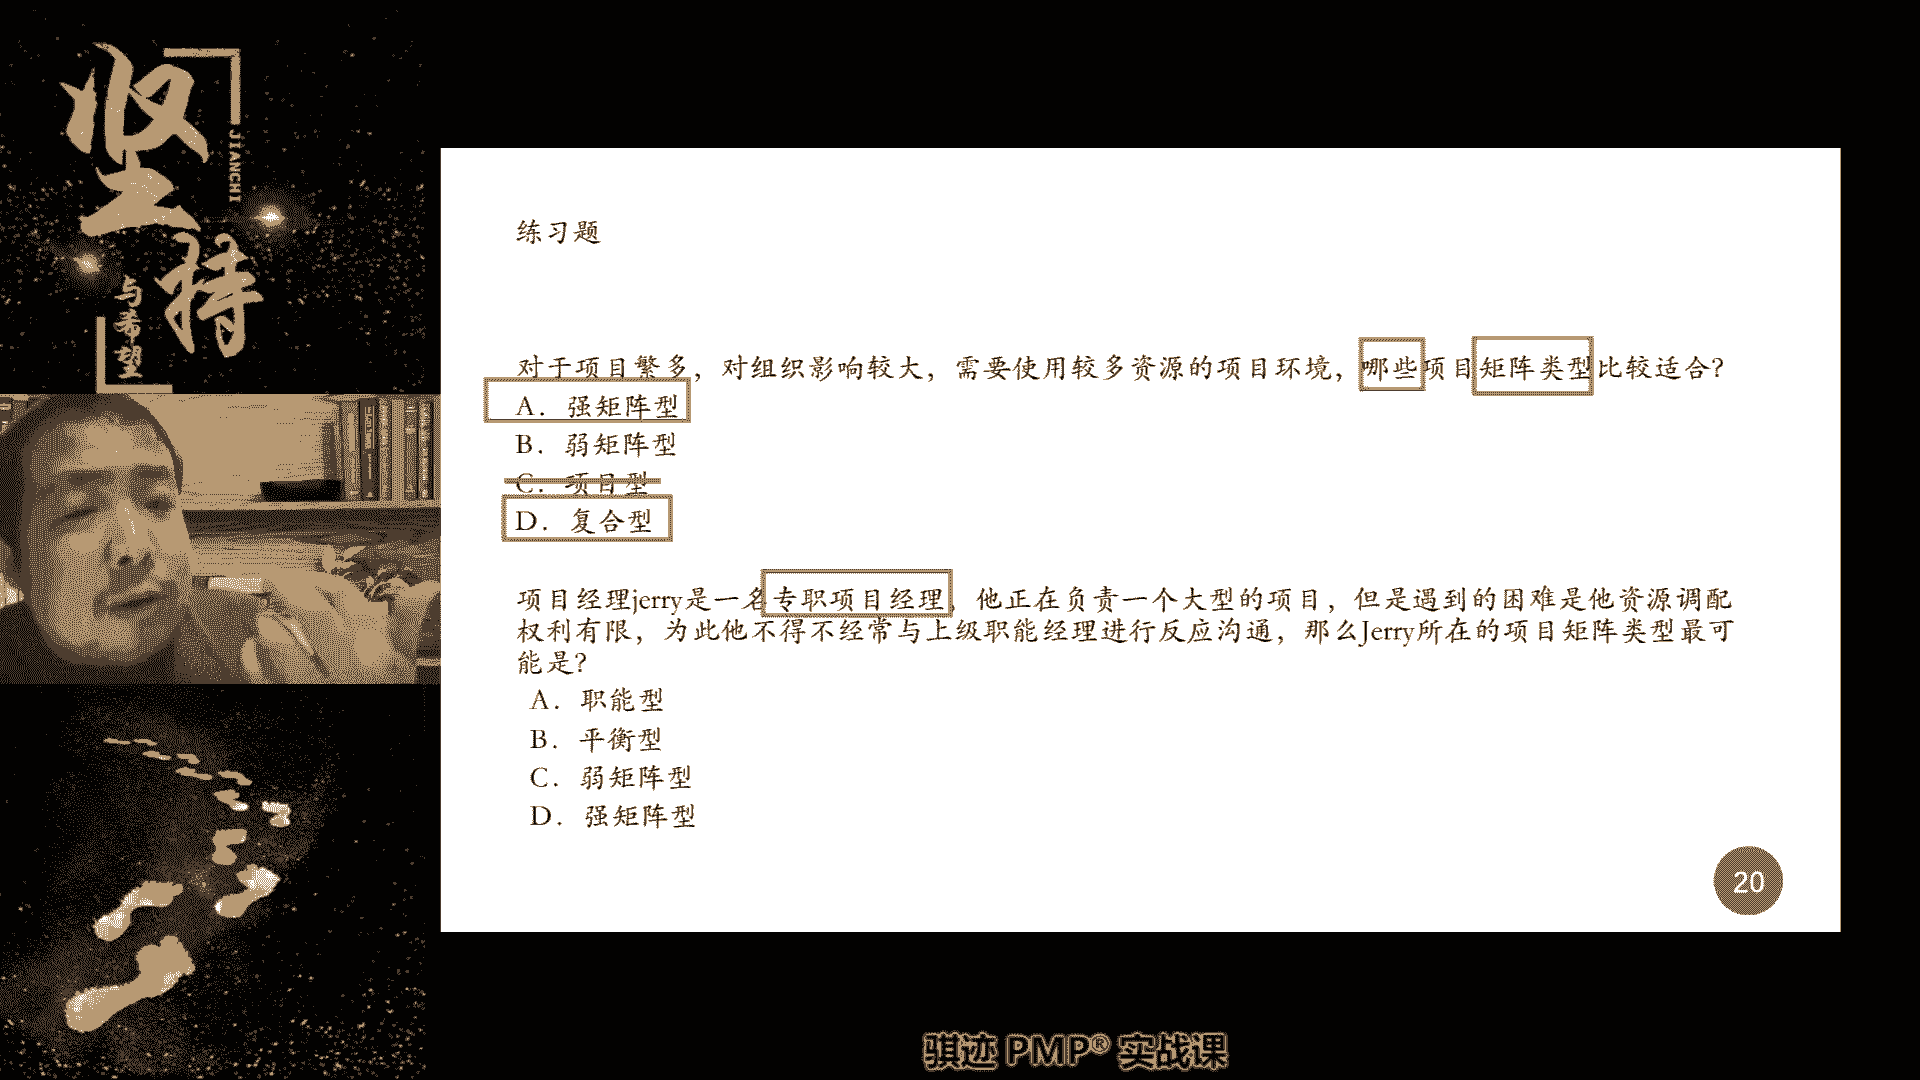 坚持
JIANCHI
与希望
练习题
对于项目繁多，对组织影响较大，需要使用较多资源的项目环境，哪些项目矩阵类型比较适合？
A．强矩阵型
B．弱矩阵型
C．项目型
D．复合型
项目经理jerry是一名专职项目经理，他正在负责一个大型的项目，但是遇到的困难是他资源调配
权利有限，为此他不得不经常与上级职能经理进行反应沟通，那么Jerry所在的项目矩阵类型最可
能是？
A．职能型
B．平衡型
C．弱矩阵型
D．强矩阵型
20
骐迹 PMP® 实战课